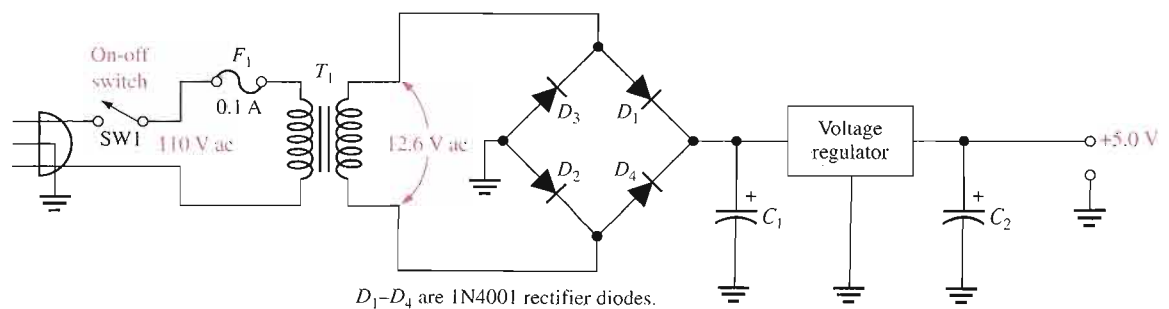 On-off
switch
F₁
0.1 A
SW1
110 V ac
T₁
12.6 V ac
D₃
D₁
D₂
D₄
+
C₁
Voltage
regulator
+
C₂
+5.0 V
D₁–D₄ are 1N4001 rectifier diodes.